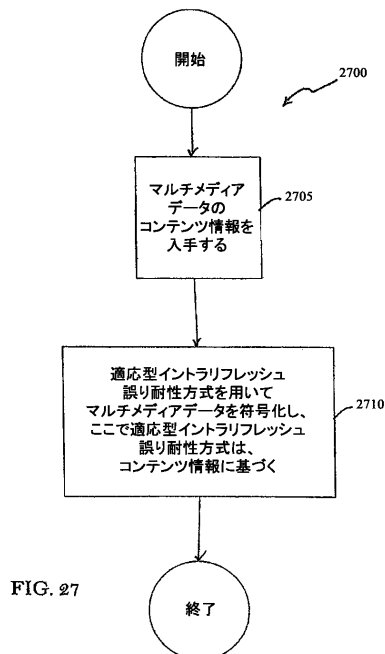 開始
2700
マルチメディア
データの
コンテンツ情報を
入手する
2705
適応型イントラリフレッシュ
誤り耐性方式を用いて
マルチメディアデータを符号化し、
ここで適応型イントラリフレッシュ
誤り耐性方式は、
コンテンツ情報に基づく
2710
FIG. 27
終了